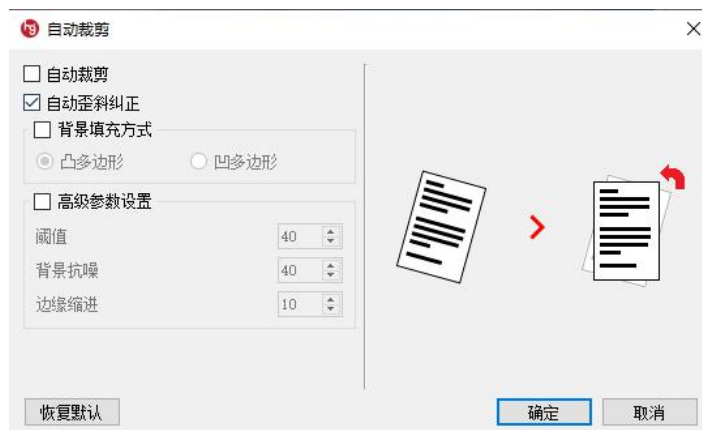 hg 自动裁剪
自动裁剪
自动歪斜纠正
背景填充方式
凸多边形 凹多边形
高级参数设置
阈值 40
背景抗噪 40
边缘缩进 10
恢复默认 确定 取消